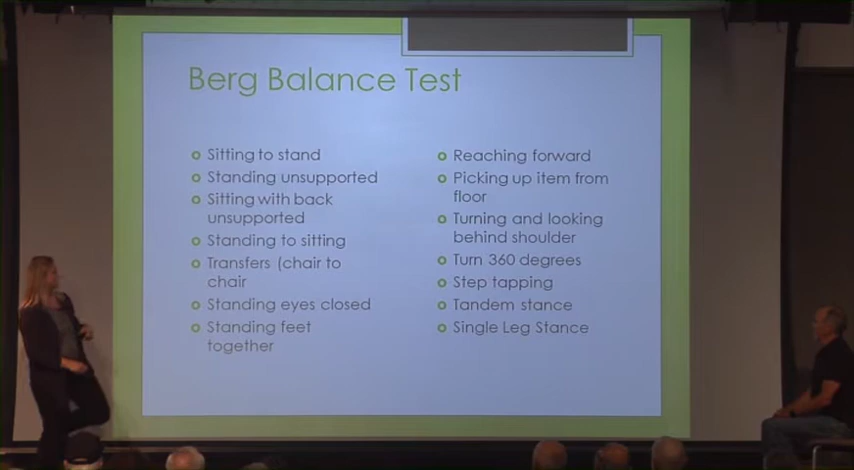 Berg Balance Test
Sitting to stand
Standing unsupported
Sitting with back
unsupported
Standing to sitting
Transfers (chair to
chair
Standing eyes closed
Standing feet
together
Reaching forward
Picking up item from
floor
Turning and looking
behind shoulder
Turn 360 degrees
Step tapping
Tandem stance
Single Leg Stance